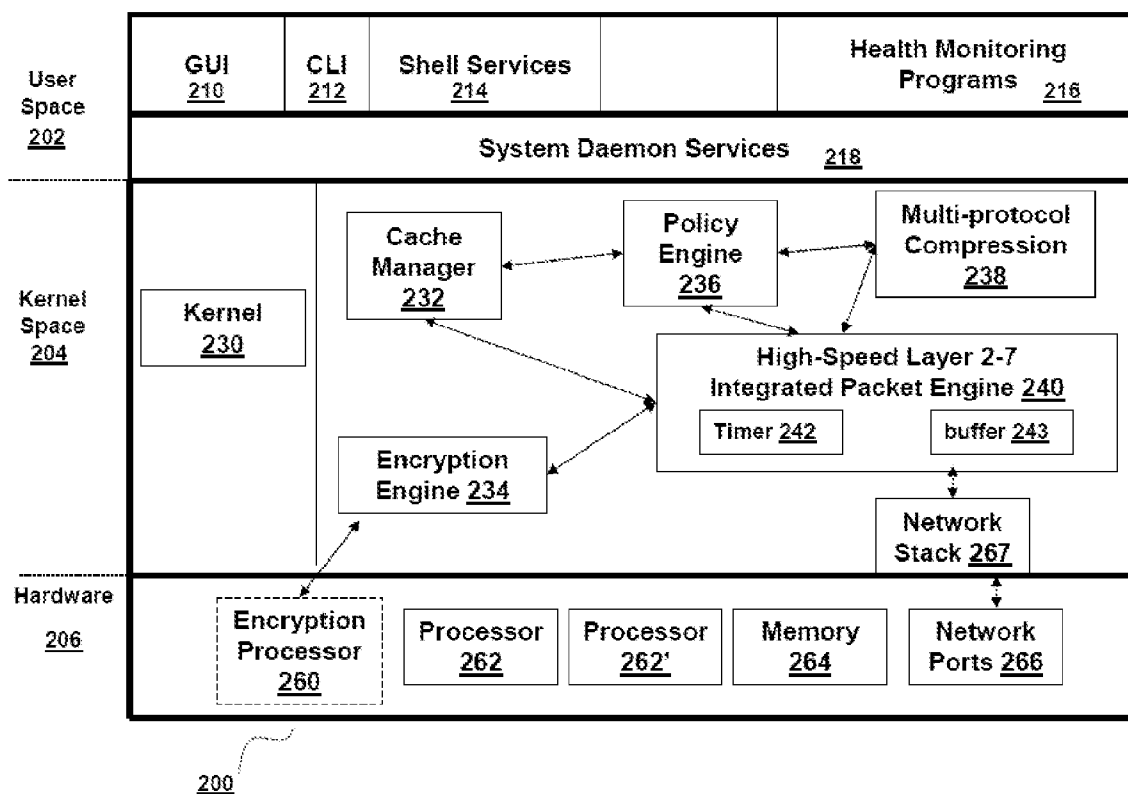 User
Space
202
GUI
210
CLI
212
Shell Services
214
Health Monitoring
Programs 216
System Daemon Services 218
Kernel
Space
204
Kernel
230
Cache
Manager
232
Policy
Engine
236
Multi-protocol
Compression
238
High-Speed Layer 2-7
Integrated Packet Engine 240
Timer 242
buffer 243
Encryption
Engine 234
Network
Stack 267
Hardware
206
Encryption
Processor
260
Processor
262
Processor
262'
Memory
264
Network
Ports 266
200